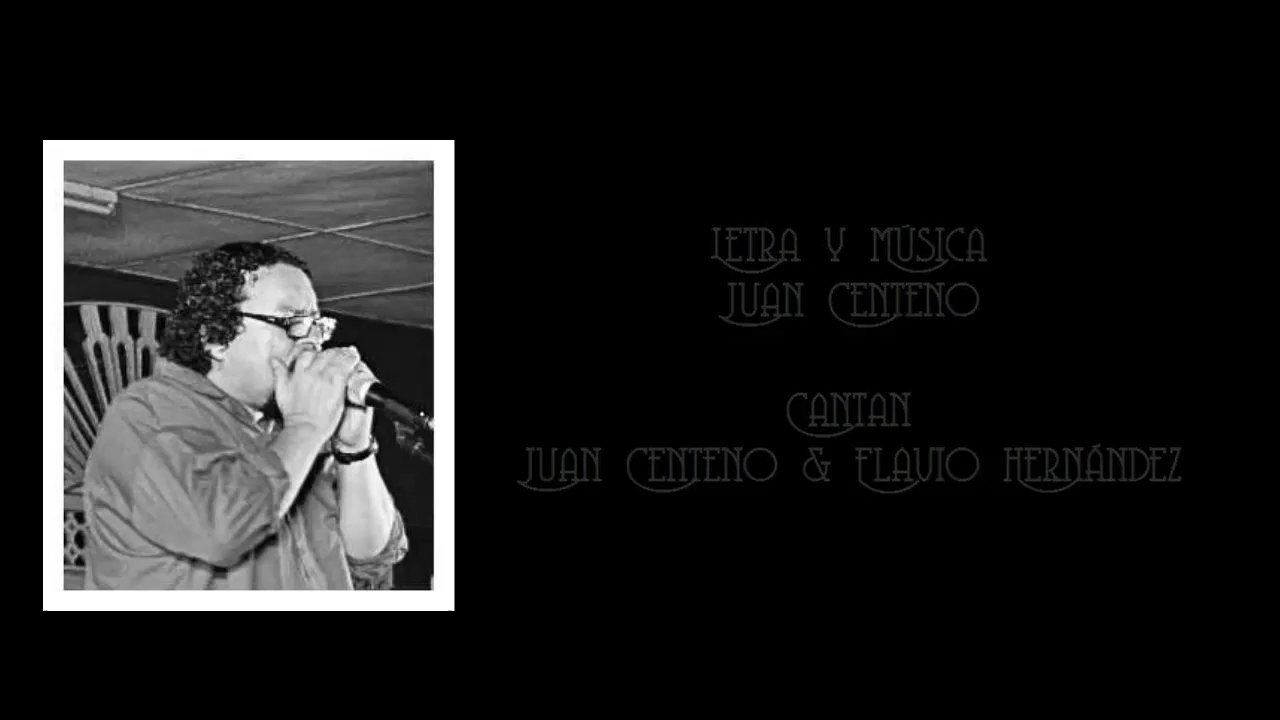 LETRA Y MÚSICA
JUAN CENTENO
CANTAN
JUAN CENTENO & FLAVIO HERNÁNDEZ